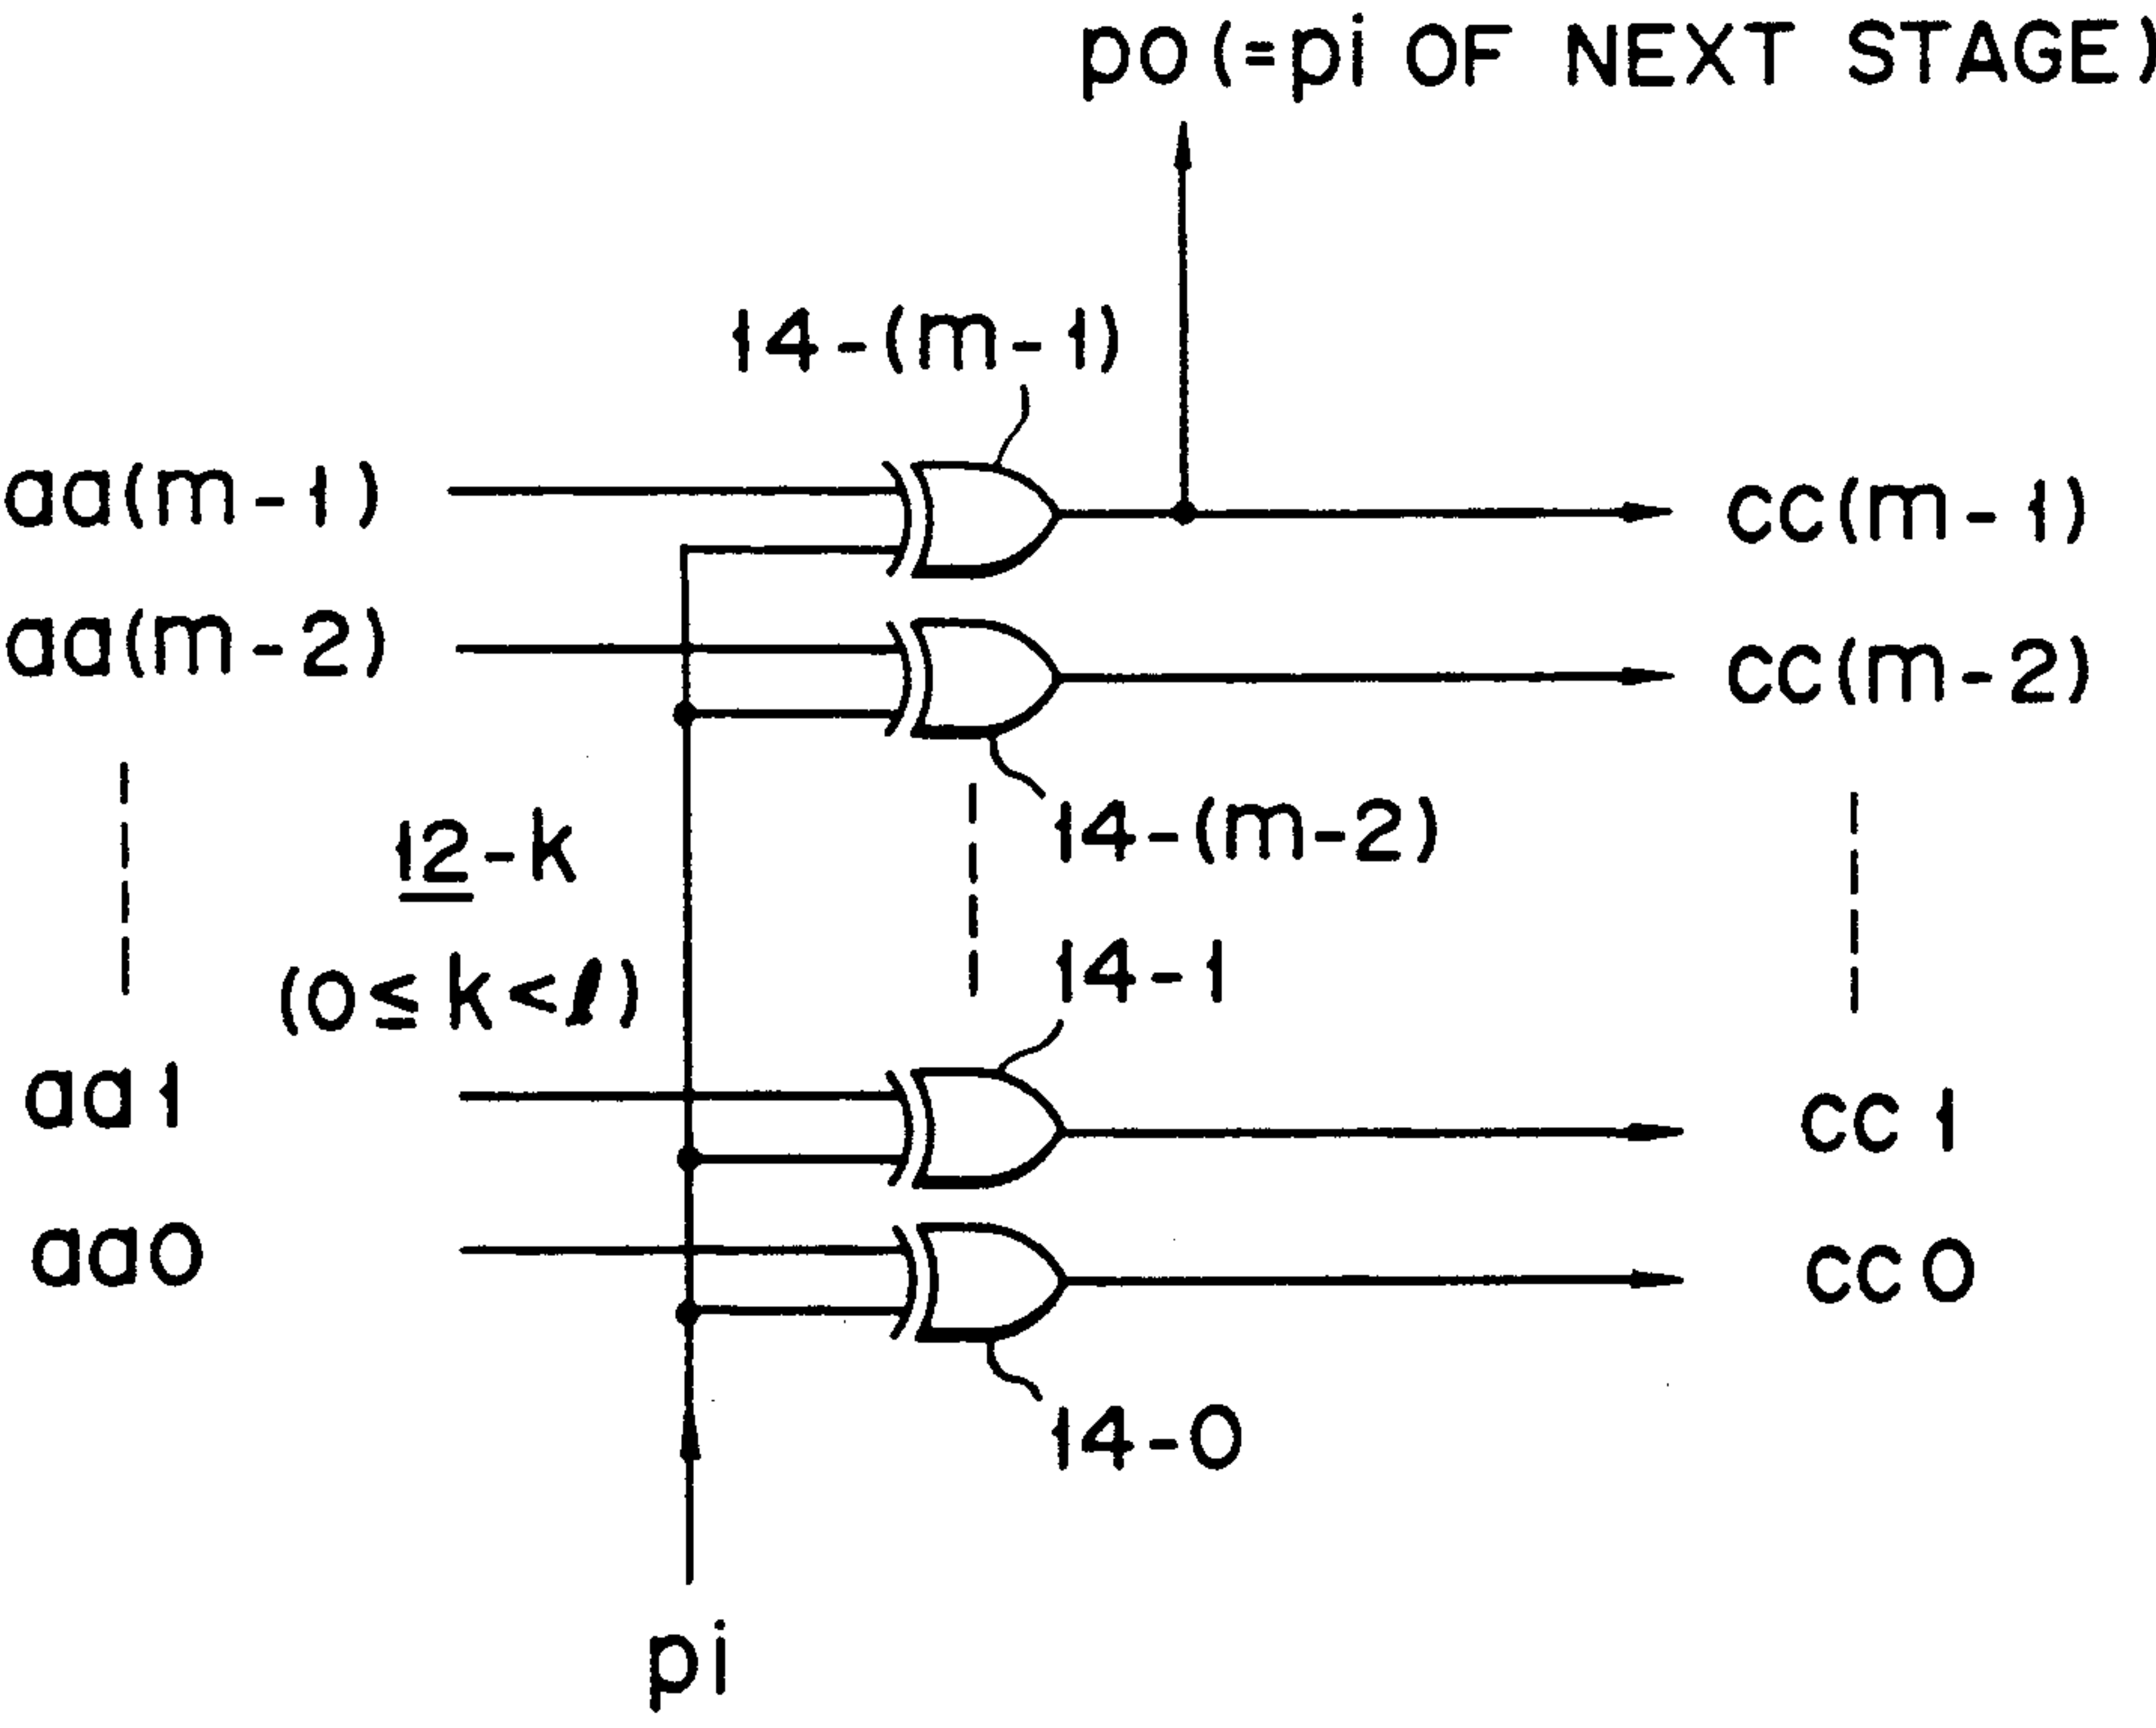 po(=pi OF NEXT STAGE)
14-(m-1)
aa(m-1)
cc(m-1)
aa(m-2)
cc(m-2)
14-(m-2)
12-k
(0≤k<l)
14-1
aa1
cc1
aa0
cc0
14-0
pi